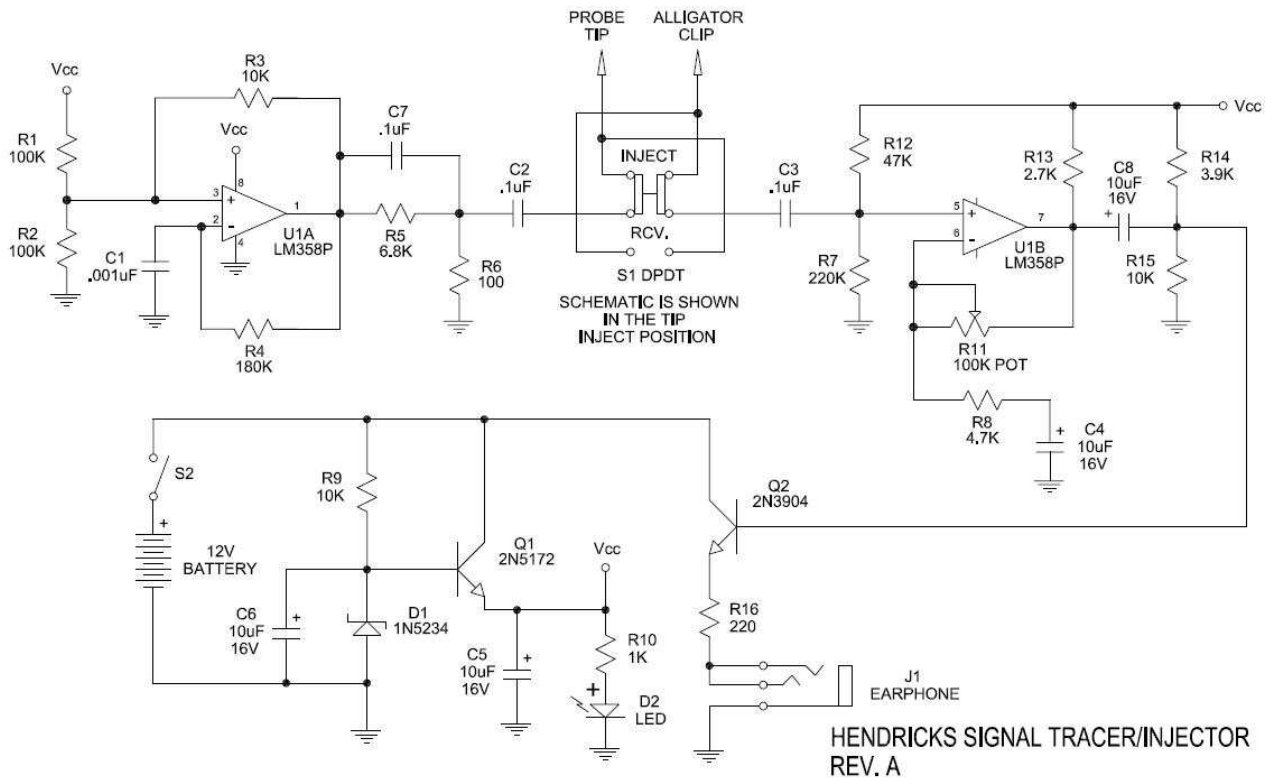 PROBE
TIP
ALLIGATOR
CLIP
Vcc
R3
10K
C7
.1uF
Vcc
R1
100K
INJECT
C2
.1uF
C3
.1uF
R12
47K
R13
2.7K
C8
10uF
16V
R14
3.9K
Vcc
3
+
8
1
2
-
4
U1A
LM358P
R5
6.8K
R2
100K
C1
.001uF
R6
100
RCV.
S1 DPDT
R7
220K
5
+
6
-
7
U1B
LM358P
+
R15
10K
SCHEMATIC IS SHOWN
IN THE TIP
INJECT POSITION
R4
180K
R11
100K POT
R8
4.7K
+
C4
10uF
16V
S2
R9
10K
Q2
2N3904
+
12V
BATTERY
Q1
2N5172
Vcc
C6
10uF
16V
+
D1
1N5234
R16
220
C5
10uF
16V
+
R10
1K
+
D2
LED
J1
EARPHONE
HENDRICKS SIGNAL TRACER/INJECTOR
REV. A